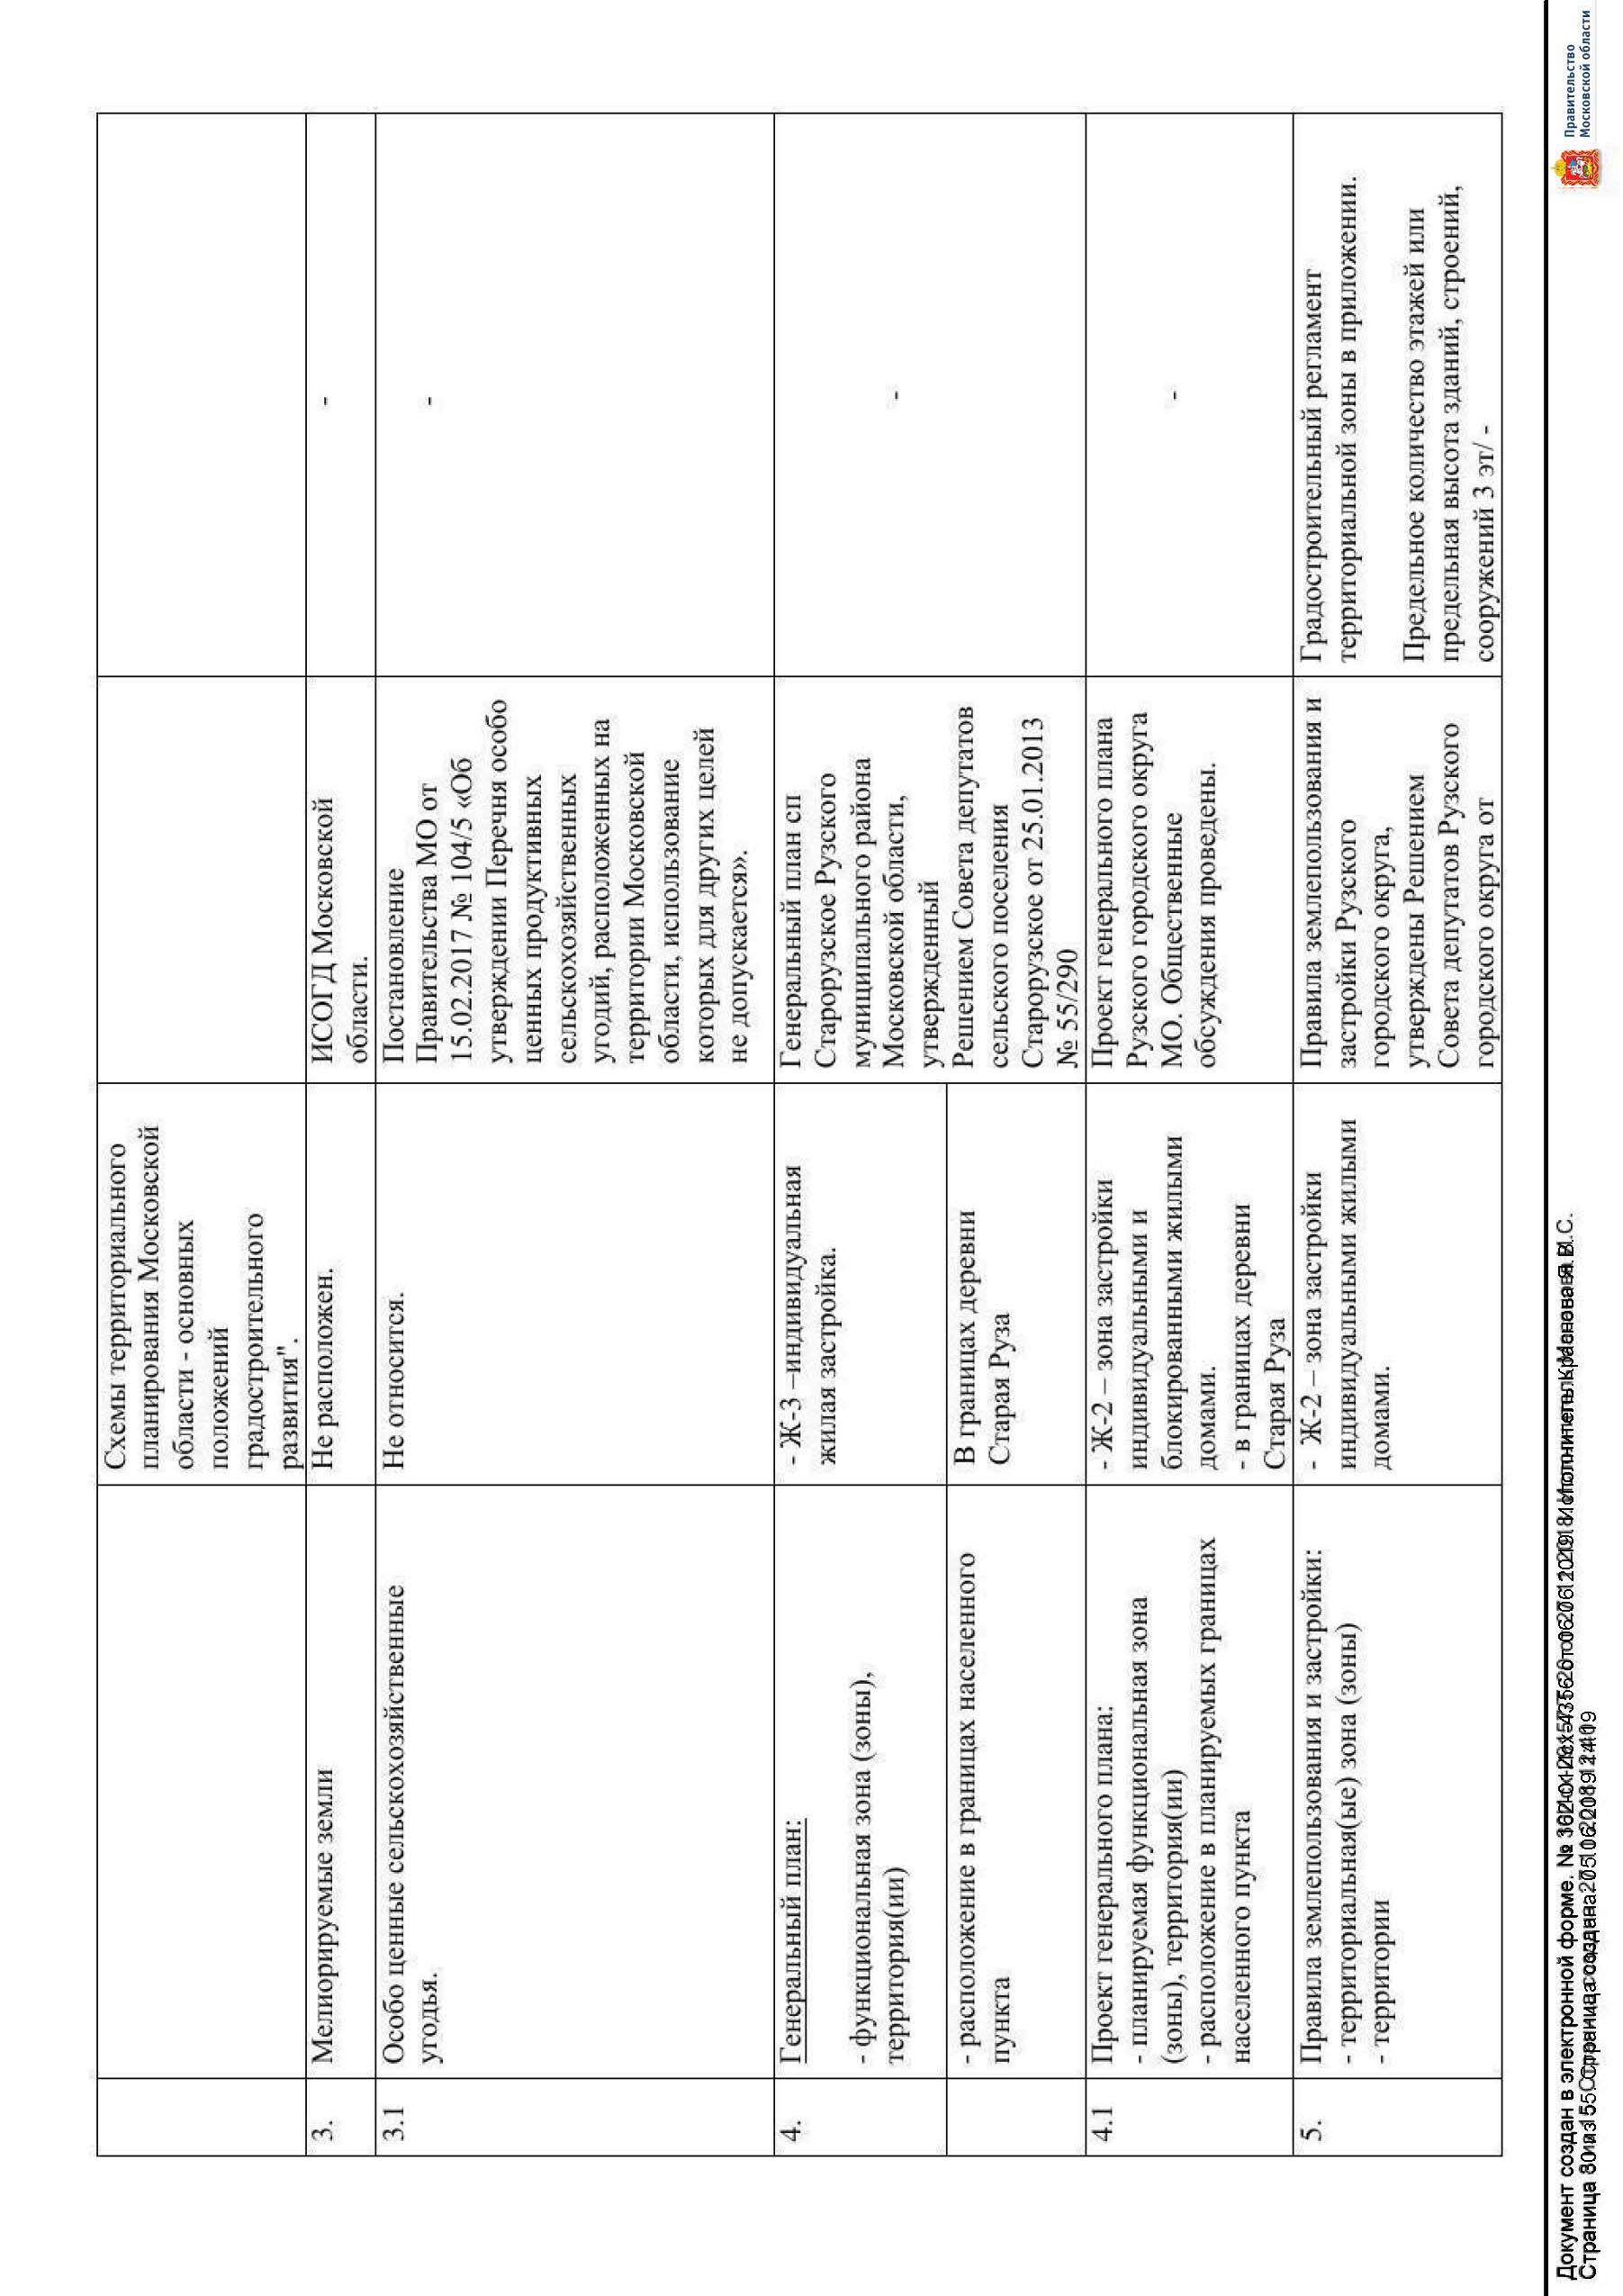 Схемы территориального
планирования Московской
области - основных
положений
градостроительного
развития".
3.
Мелиорируемые земли
Не расположен.
ИСОГД Московской
области.
-
3.1
Особо ценные сельскохозяйственные
угодья.
Не относится.
Постановление
Правительства МО от
15.02.2017 № 104/5 «Об
утверждении Перечня особо
ценных продуктивных
сельскохозяйственных
угодий, расположенных на
территории Московской
области, использование
которых для других целей
не допускается».
-
4.
Генеральный план:
- функциональная зона (зоны),
территория(ии)
- Ж-3 –индивидуальная
жилая застройка.
Генеральный план сп
Старорузское Рузского
муниципального района
Московской области,
утвержденный
Решением Совета депутатов
сельского поселения
Старорузское от 25.01.2013
№ 55/290
-
- расположение в границах населенного
пункта
В границах деревни
Старая Руза
4.1
Проект генерального плана:
- планируемая функциональная зона
(зоны), территория(ии)
- расположение в планируемых границах
населенного пункта
- Ж-2 – зона застройки
индивидуальными и
блокированными жилыми
домами.
- в границах деревни
Старая Руза
Проект генерального плана
Рузского городского округа
МО. Общественные
обсуждения проведены.
-
5.
Правила землепользования и застройки:
- территориальная(ые) зона (зоны)
- территории
- Ж-2 – зона застройки
индивидуальными жилыми
домами.
Правила землепользования и
застройки Рузского
городского округа,
утверждены Решением
Совета депутатов Рузского
городского округа от
Градостроительный регламент
территориальной зоны в приложении.
Предельное количество этажей или
предельная высота зданий, строений,
сооружений 3 эт/ -
Документ создан в электронной форме. №
Страница
Правительство
Московской области